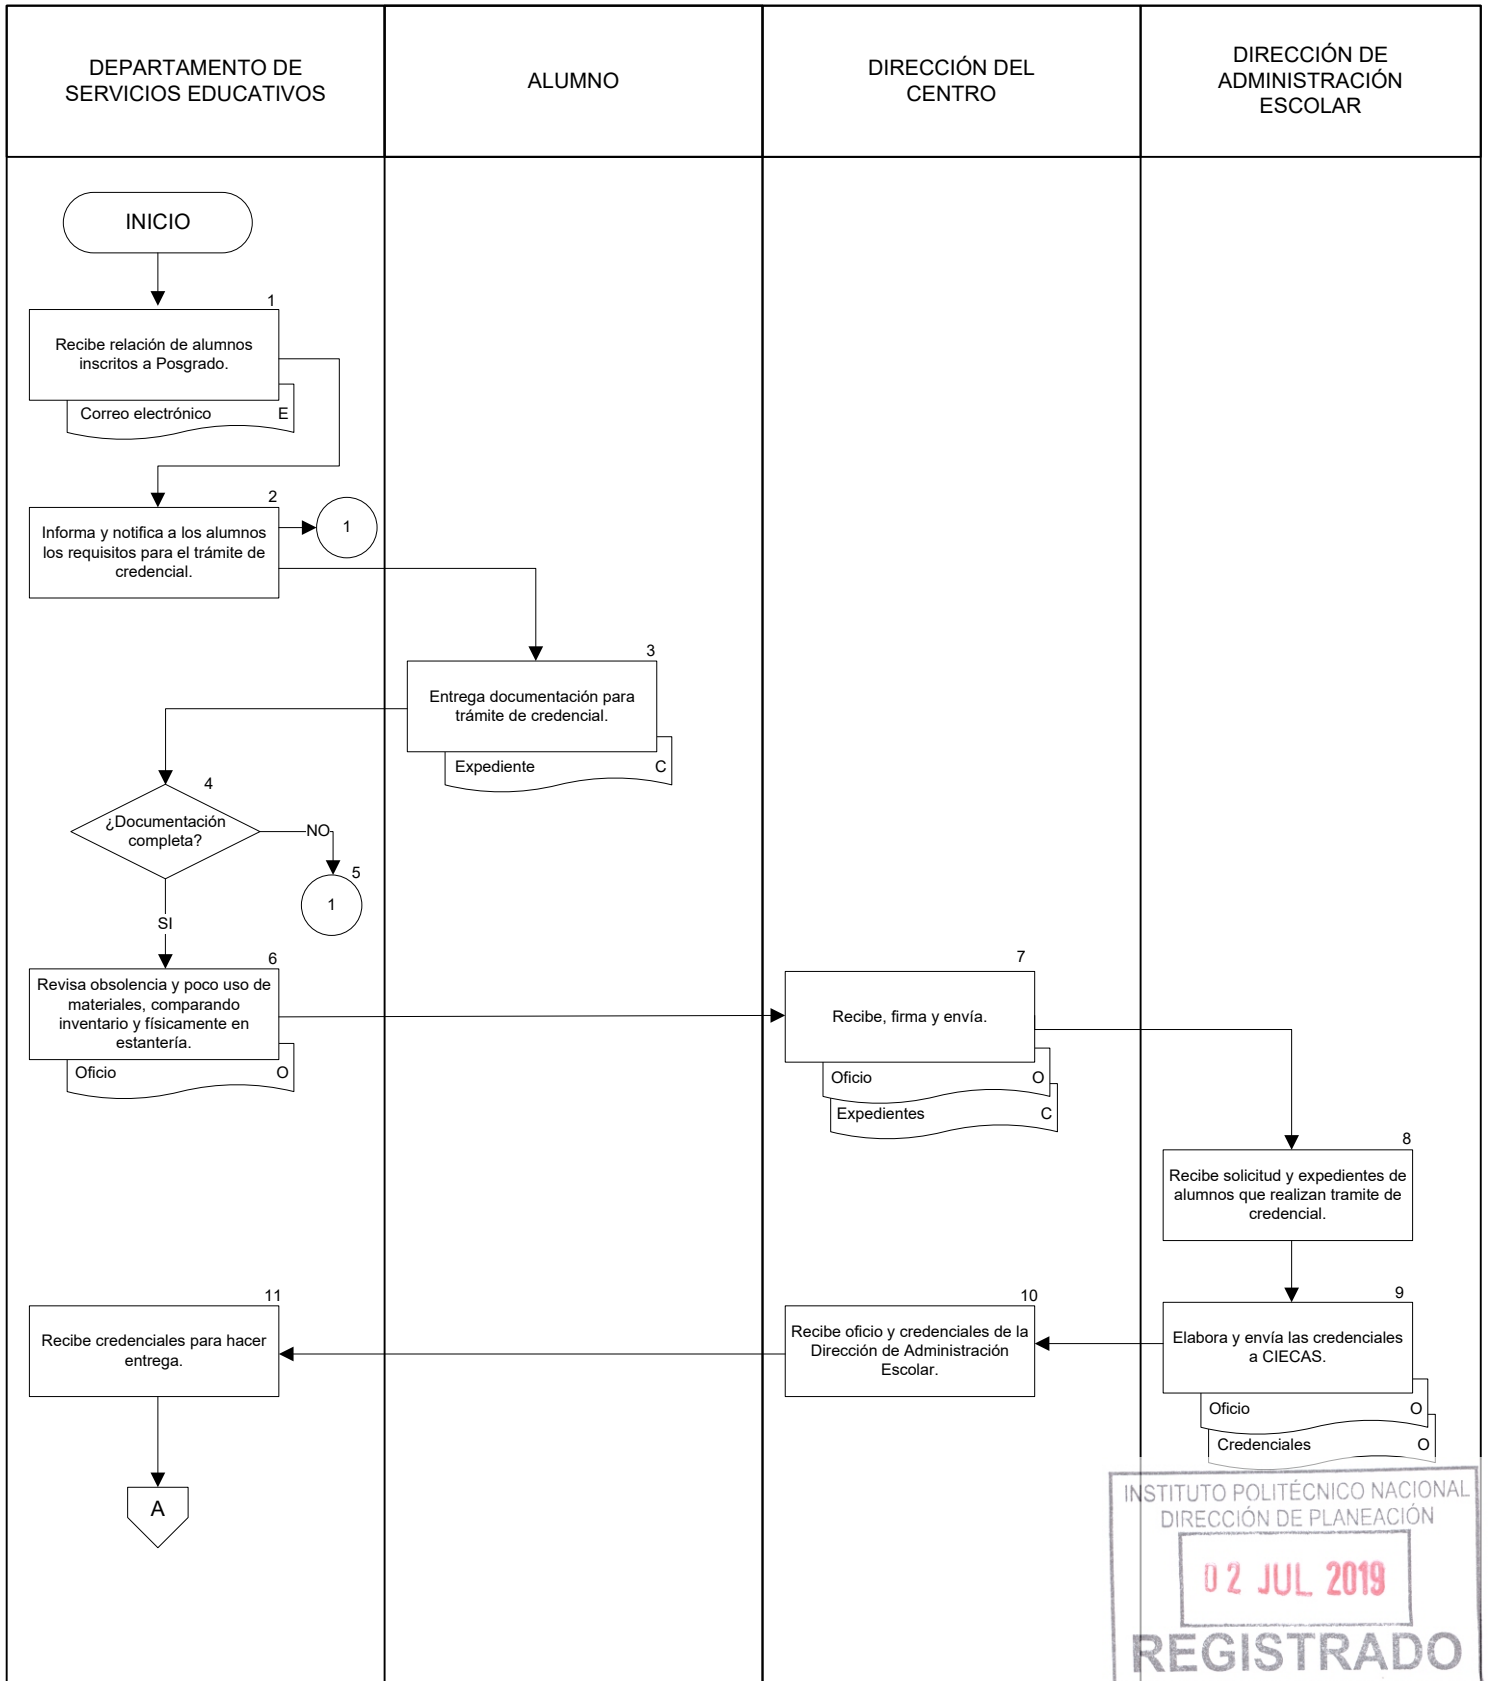 DEPARTAMENTO DE
SERVICIOS EDUCATIVOS
ALUMNO
DIRECCIÓN DEL
CENTRO
DIRECCIÓN DE
ADMINISTRACIÓN
ESCOLAR
INICIO
1
Recibe relación de alumnos
inscritos a Posgrado.
Correo electrónico E
2
Informa y notifica a los alumnos
los requisitos para el trámite de
credencial.
1
3
Entrega documentación para
trámite de credencial.
Expediente C
4
¿Documentación
completa?
NO
5
1
SI
6
Revisa obsolencia y poco uso de
materiales, comparando
inventario y físicamente en
estantería.
Oficio O
7
Recibe, firma y envía.
Oficio O
Expedientes C
8
Recibe solicitud y expedientes de
alumnos que realizan tramite de
credencial.
9
Elabora y envía las credenciales
a CIECAS.
Oficio O
Credenciales O
10
Recibe oficio y credenciales de la
Dirección de Administración
Escolar.
11
Recibe credenciales para hacer
entrega.
A
INSTITUTO POLITÉCNICO NACIONAL
DIRECCIÓN DE PLANEACIÓN
02 JUL 2019
REGISTRADO